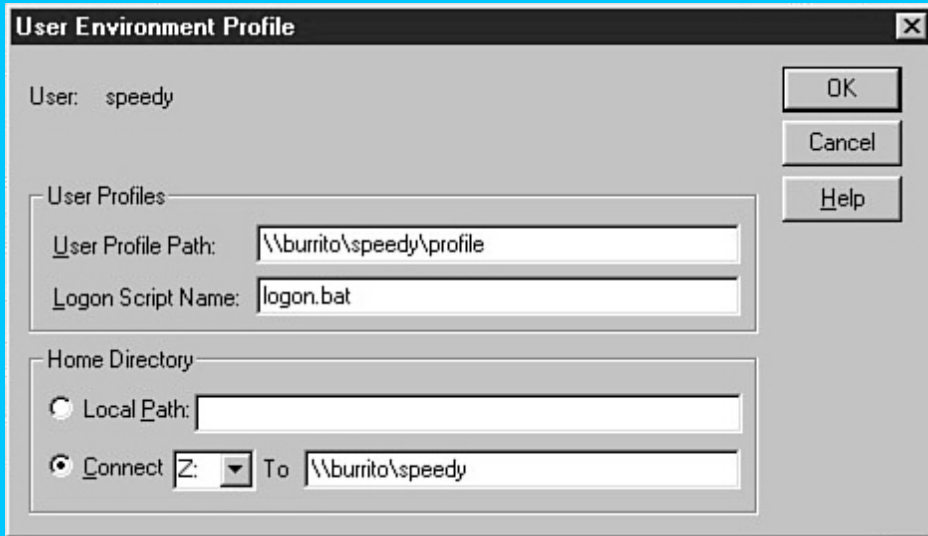 User Environment Profile
User: speedy
OK
Cancel
Help
User Profiles
User Profile Path: \\burrito\speedy\profile
Logon Script Name: logon.bat
Home Directory
Local Path:
Connect Z: To \\burrito\speedy